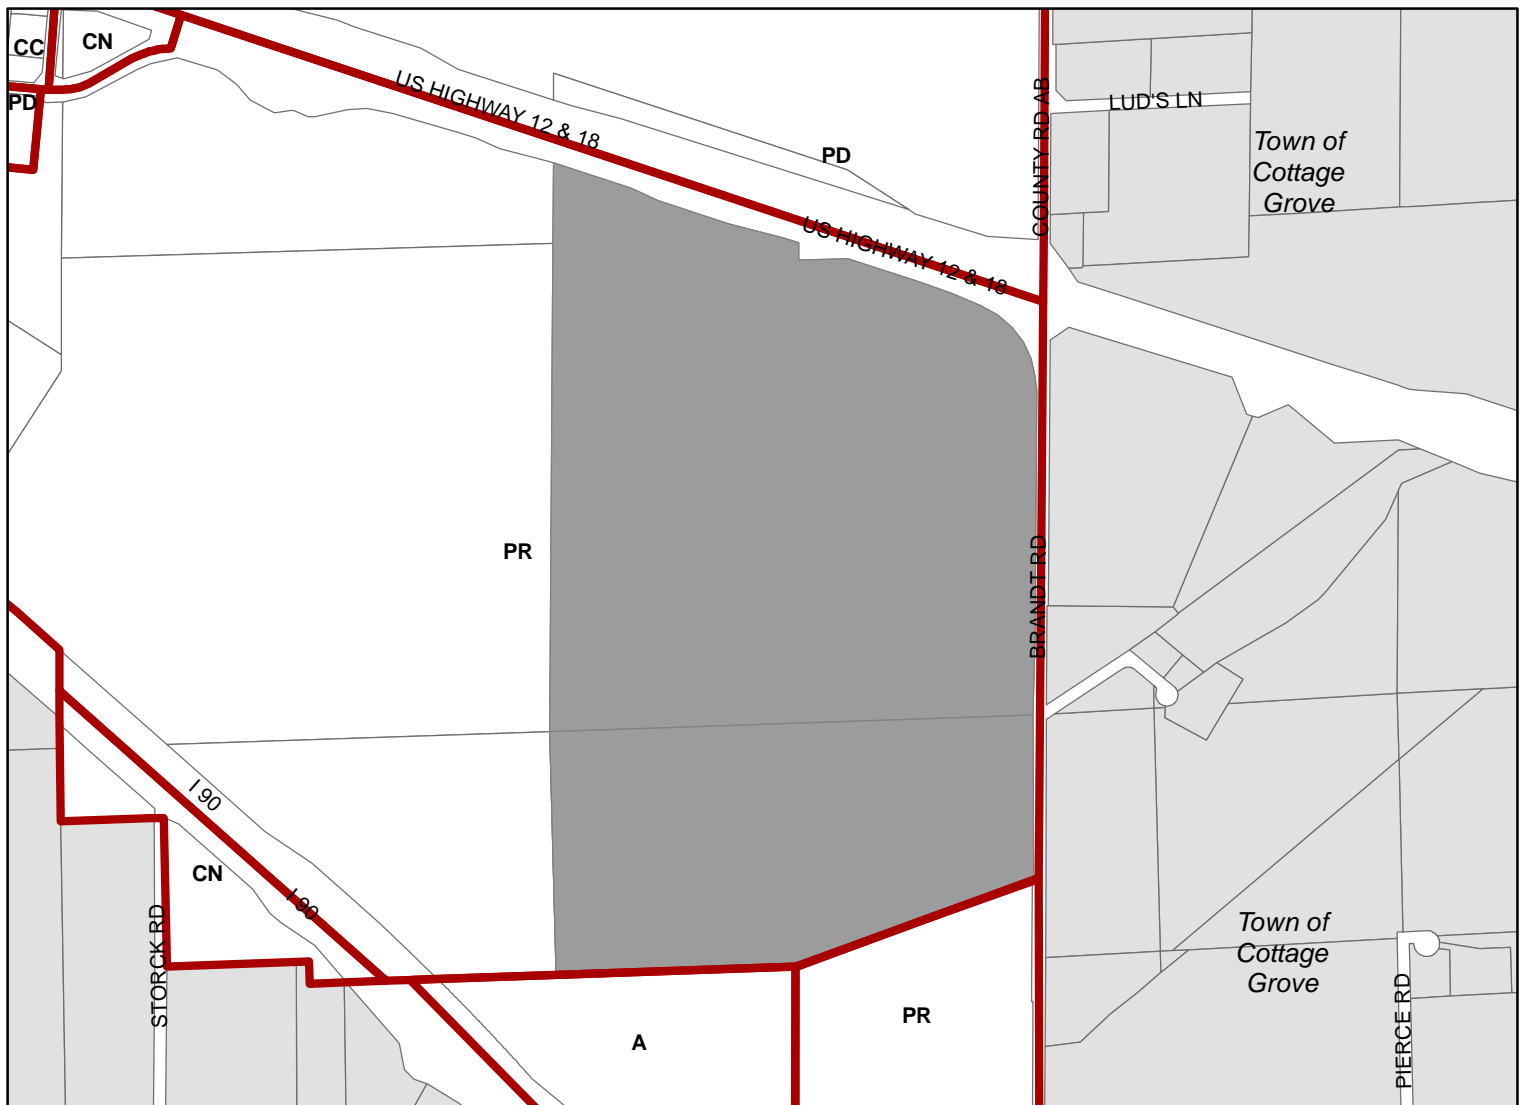 CC
CN
PD
US HIGHWAY 12 & 18
PD
COUNTY RD AB
LUD'S LN
Town of
Cottage
Grove
US HIGHWAY 12 & 18
PR
BRANDT RD
I 90
CN
I 90
STORCK RD
A
PR
Town of
Cottage
Grove
PIERCE RD